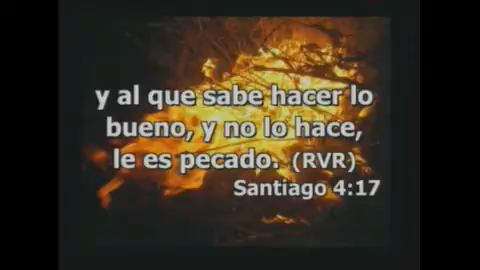 y al que sabe hacer lo
bueno, y no lo hace,
le es pecado. (RVR)
Santiago 4:17